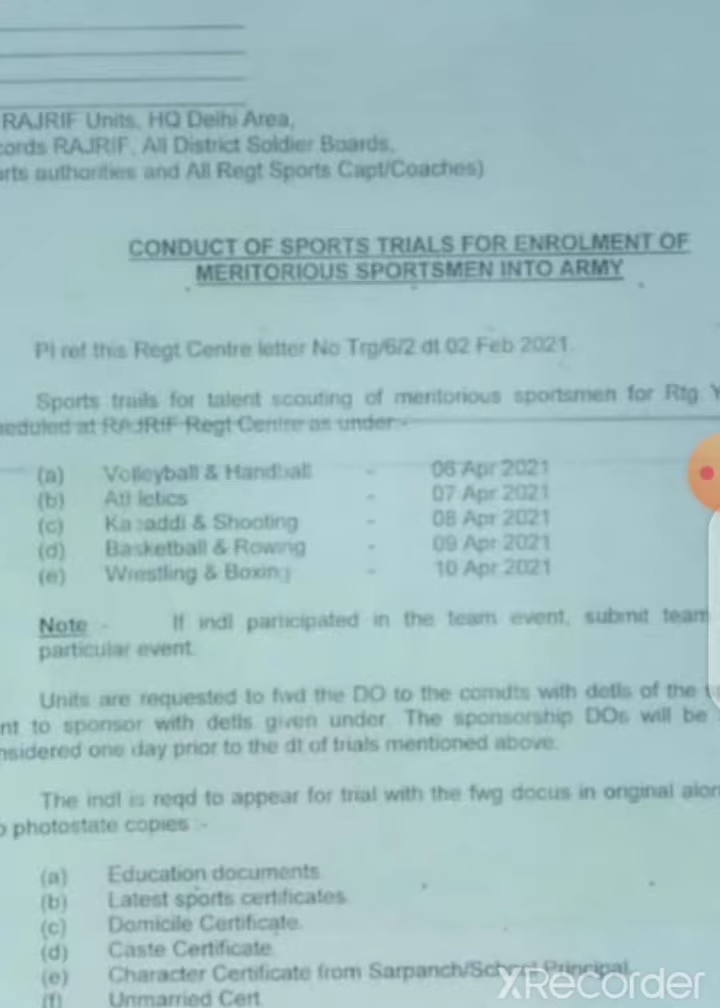 RAJRIF Units, HQ Delhi Area,
cords RAJRIF, All District Soldier Boards,
rts authorities and All Regt Sports Capt/Coaches)
CONDUCT OF SPORTS TRIALS FOR ENROLMENT OF
MERITORIOUS SPORTSMEN INTO ARMY
Pl ref this Regt Centre letter No Trg/6/2 dt 02 Feb 2021.
Sports trails for talent scouting of meritorious sportsmen for Rtg Y
heduled at RAJRIF Regt Centre as under:-
(a) Volleyball & Handball - 06 Apr 2021
(b) Athletics - 07 Apr 2021
(c) Kabaddi & Shooting - 08 Apr 2021
(d) Basketball & Rowing - 09 Apr 2021
(e) Wrestling & Boxing - 10 Apr 2021
Note - If indl participated in the team event, submit team
particular event.
Units are requested to fwd the DO to the comdts with detls of the
nt to sponsor with detls given under. The sponsorship DOs will be
nsidered one day prior to the dt of trials mentioned above.
The indl is reqd to appear for trial with the fwg docus in original alon
o photostate copies :-
(a) Education documents.
(b) Latest sports certificates.
(c) Domicile Certificate.
(d) Caste Certificate.
(e) Character Certificate from Sarpanch/School Principal.
(f) Unmarried Cert
XRecorder